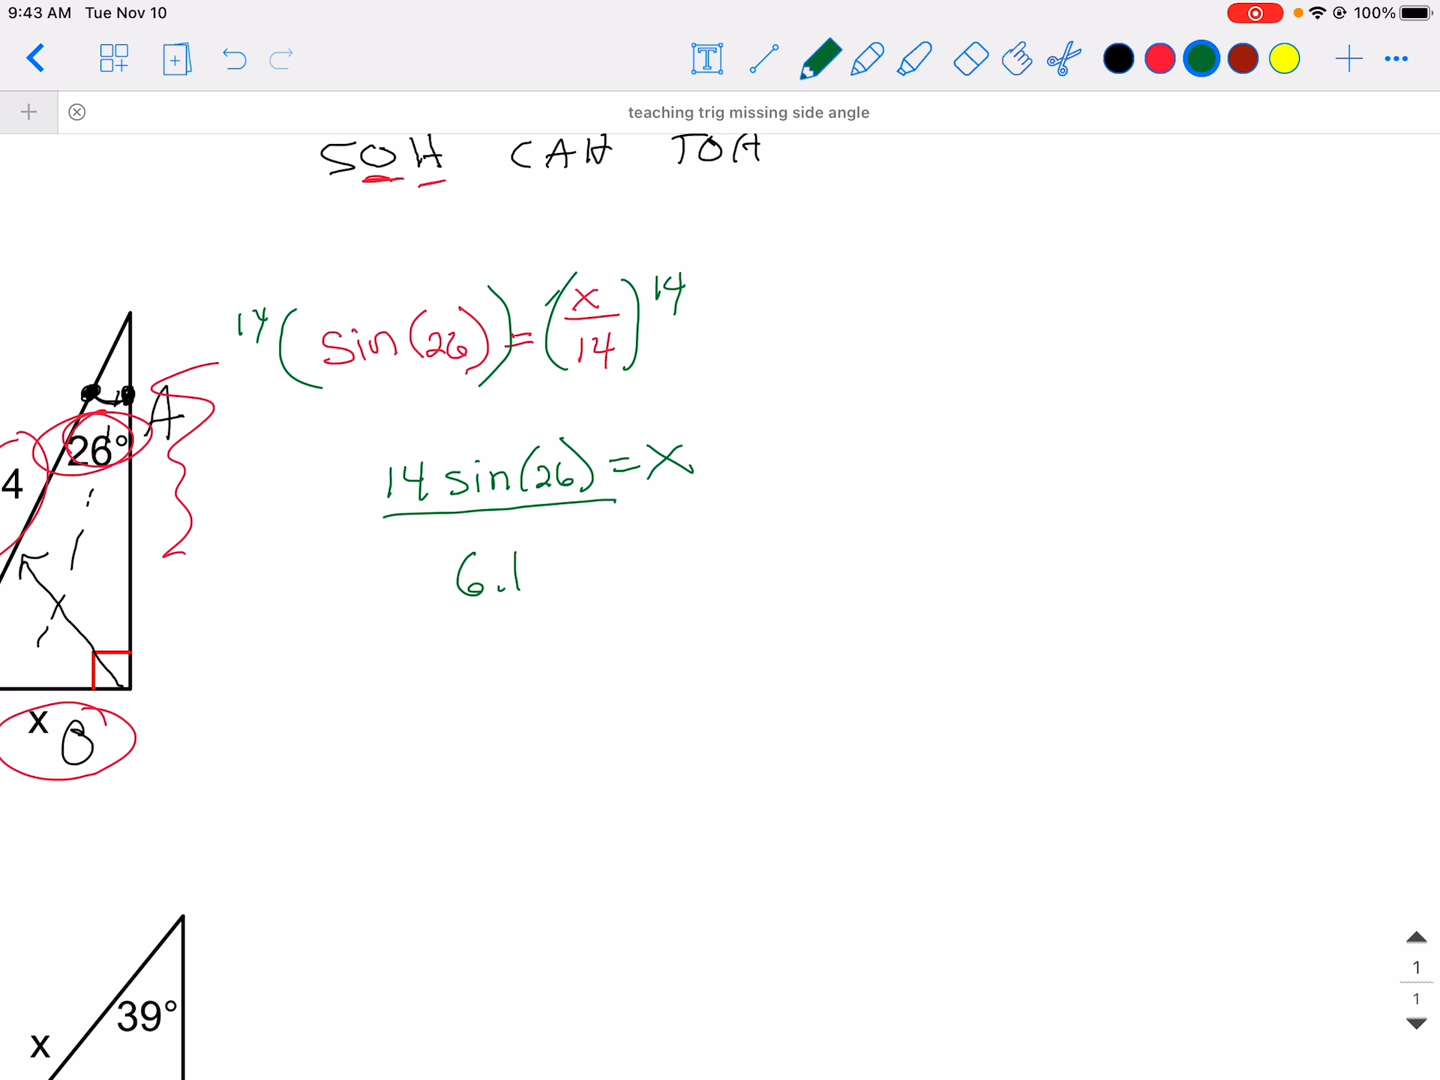 9:43 AM Tue Nov 10
100%
teaching trig missing side angle
SOH CAH TOA
14 ( sin(26) ) = ( x/14 ) 14
A
26°
4
14 sin(26) = x
6.1
x O
39°
x
1
1